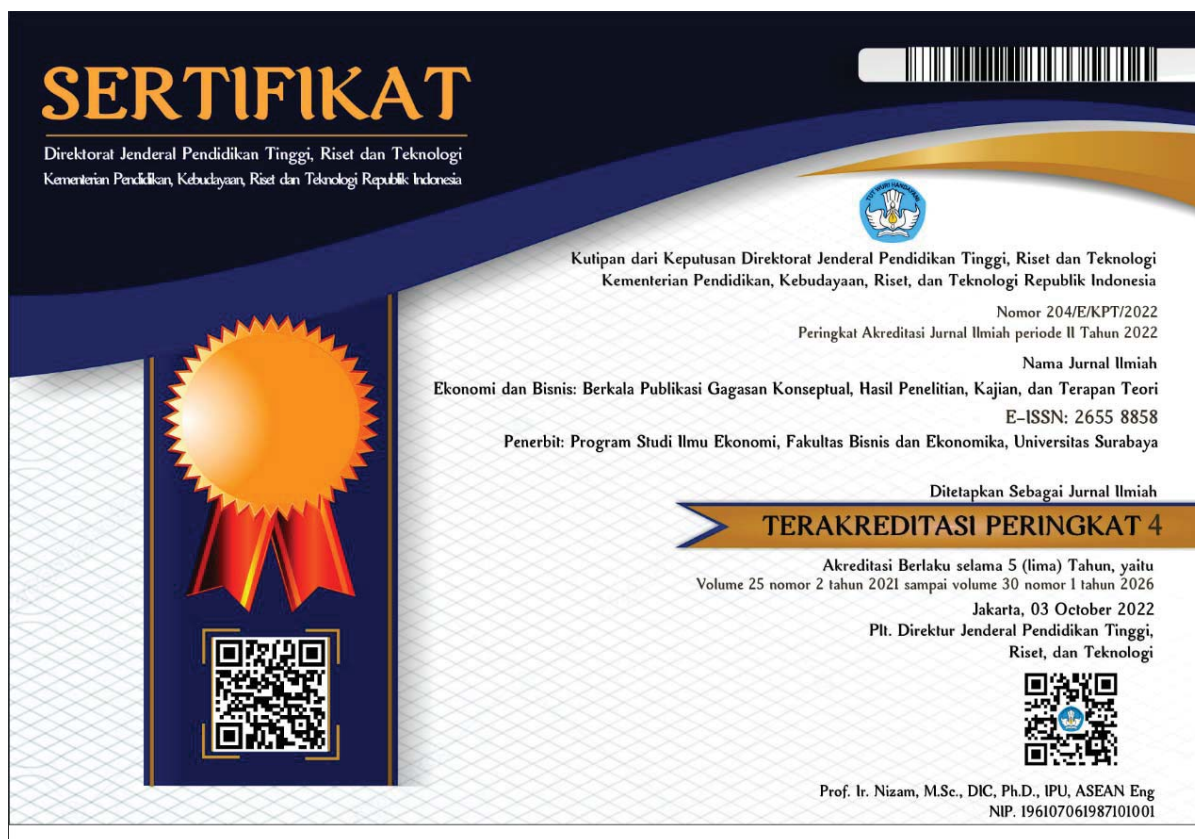 SERTIFIKAT
Direktorat Jenderal Pendidikan Tinggi, Riset dan Teknologi
Kementerian Pendidikan, Kebudayaan, Riset dan Teknologi Republik Indonesia
TUT WURI HANDAYANI
Kutipan dari Keputusan Direktorat Jenderal Pendidikan Tinggi, Riset dan Teknologi
Kementerian Pendidikan, Kebudayaan, Riset, dan Teknologi Republik Indonesia
Nomor 204/E/KPT/2022
Peringkat Akreditasi Jurnal Ilmiah periode II Tahun 2022
Nama Jurnal Ilmiah
Ekonomi dan Bisnis: Berkala Publikasi Gagasan Konseptual, Hasil Penelitian, Kajian, dan Terapan Teori
E-ISSN: 2655 8858
Penerbit: Program Studi Ilmu Ekonomi, Fakultas Bisnis dan Ekonomika, Universitas Surabaya
Ditetapkan Sebagai Jurnal Ilmiah
TERAKREDITASI PERINGKAT 4
Akreditasi Berlaku selama 5 (lima) Tahun, yaitu
Volume 25 nomor 2 tahun 2021 sampai volume 30 nomor 1 tahun 2026
Jakarta, 03 October 2022
Plt. Direktur Jenderal Pendidikan Tinggi,
Riset, dan Teknologi
Prof. Ir. Nizam, M.Sc., DIC, Ph.D., IPU, ASEAN Eng
NIP. 196107061987101001